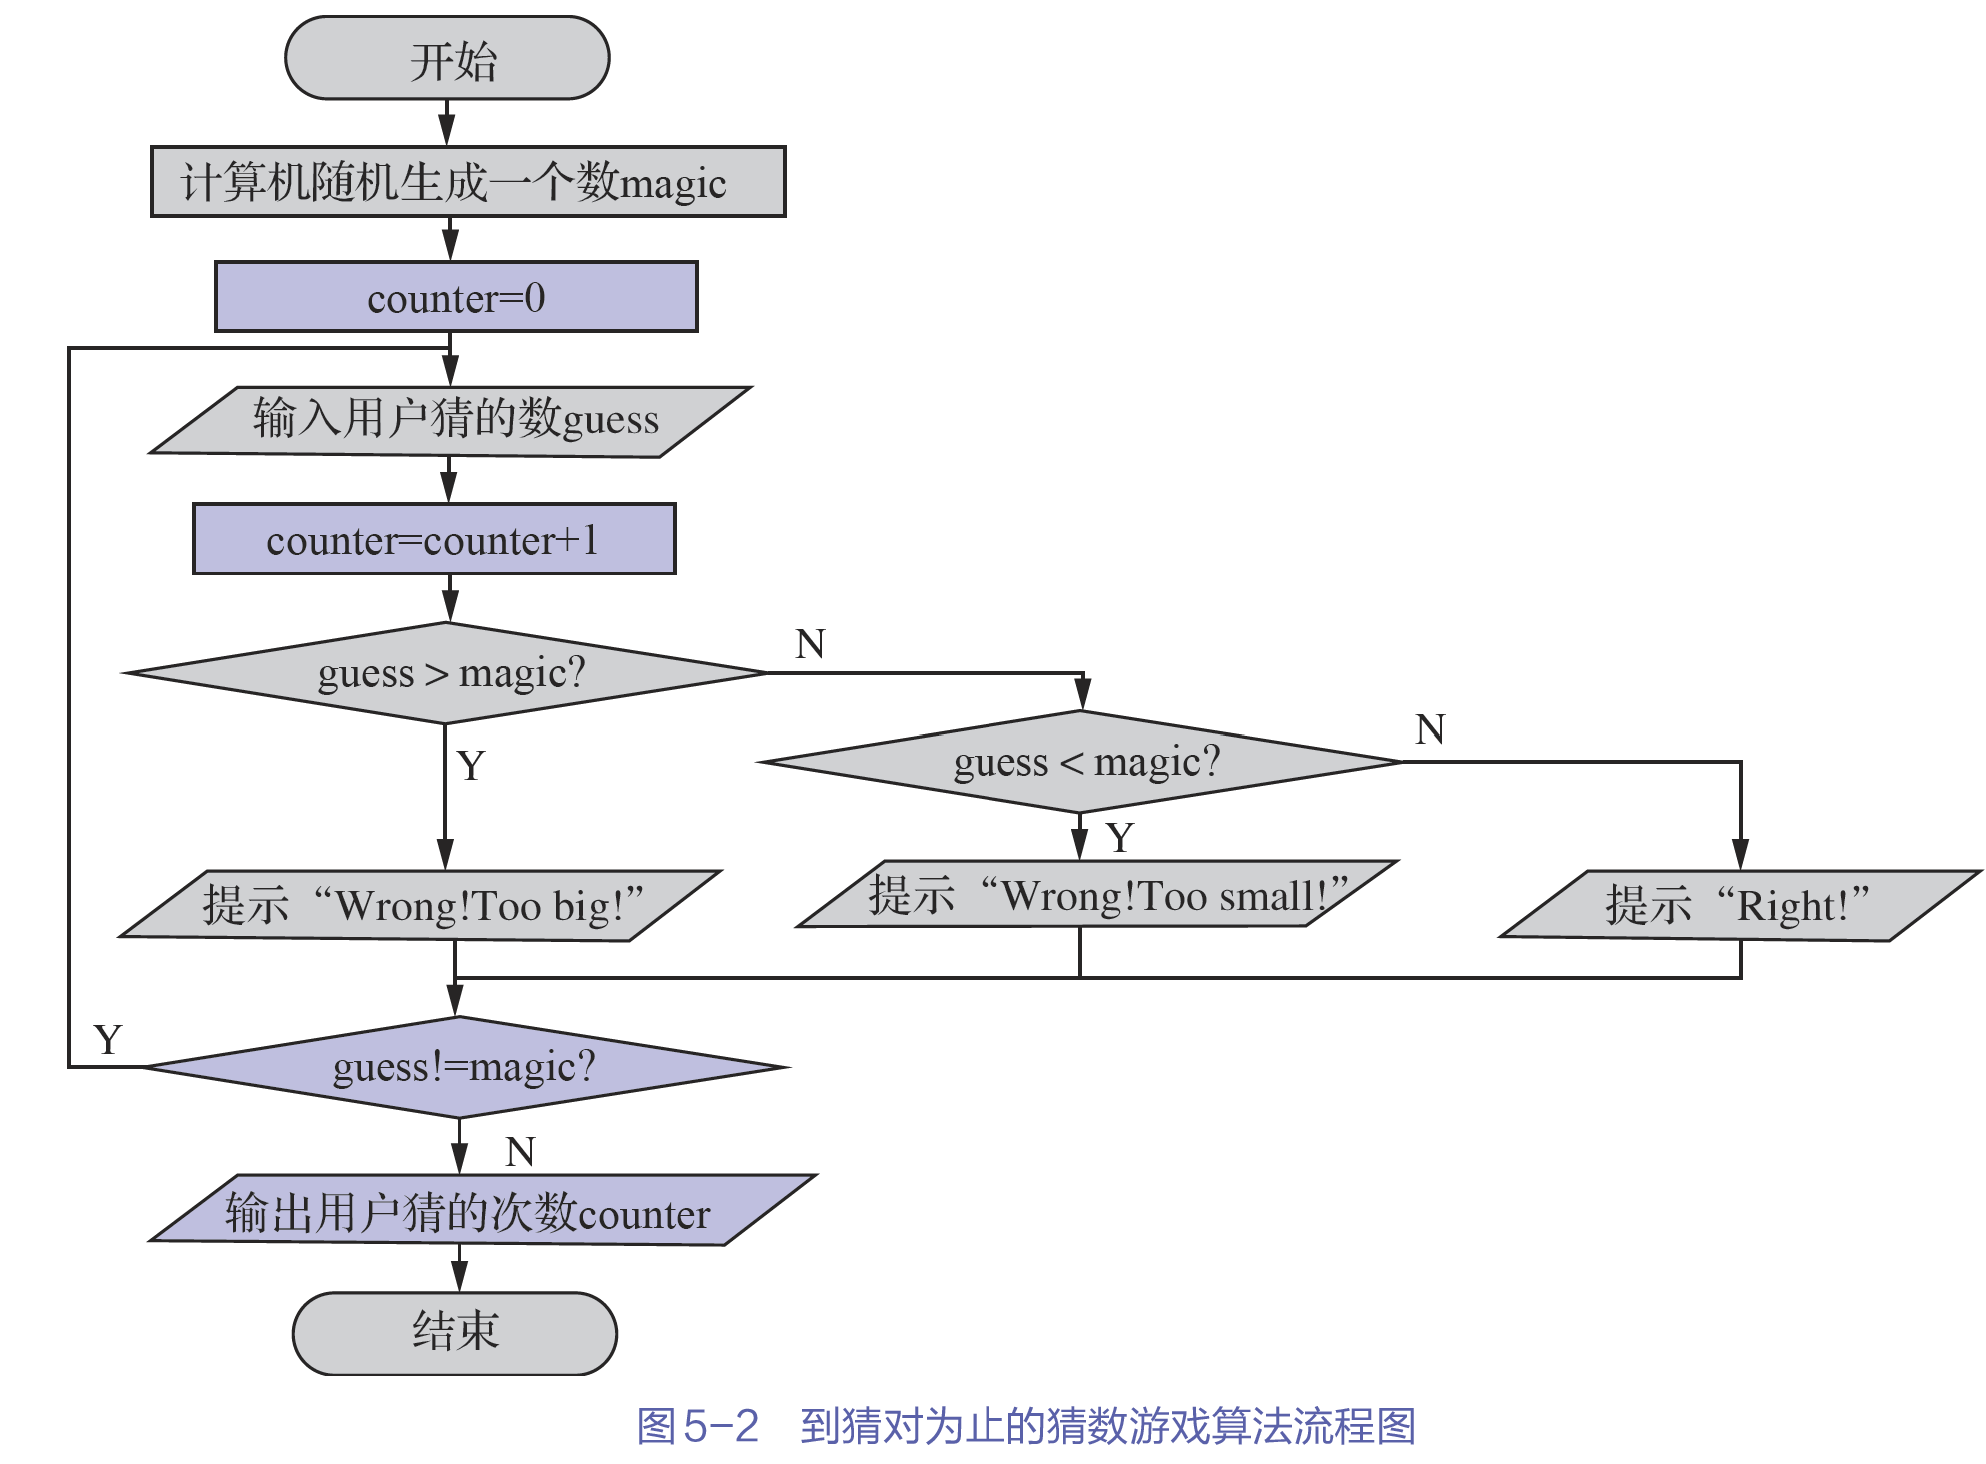 开始
计算机随机生成一个数magic
counter=0
输入用户猜的数guess
counter=counter+1
guess > magic?
N
Y
guess < magic?
N
Y
提示“Wrong!Too big!”
提示“Wrong!Too small!”
提示“Right!”
guess!=magic?
Y
N
输出用户猜的次数counter
结束
图5-2 到猜对为止的猜数游戏算法流程图